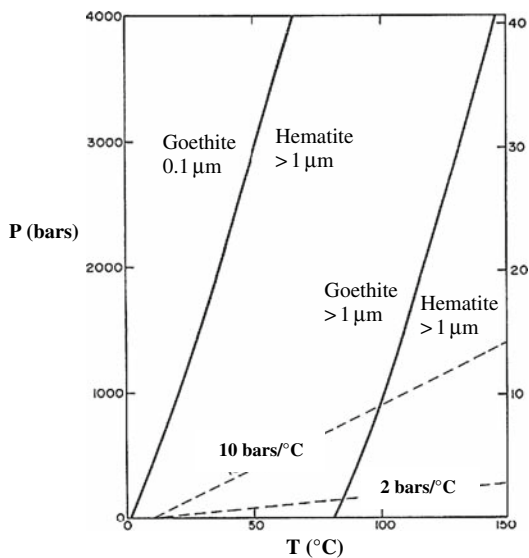 4000
40
Goethite
0.1 μm
Hematite
> 1 μm
3000
30
P (bars)
2000
20
Goethite
> 1 μm
Hematite
> 1 μm
1000
10
10 bars/°C
2 bars/°C
0
0
50
100
150
T (°C)